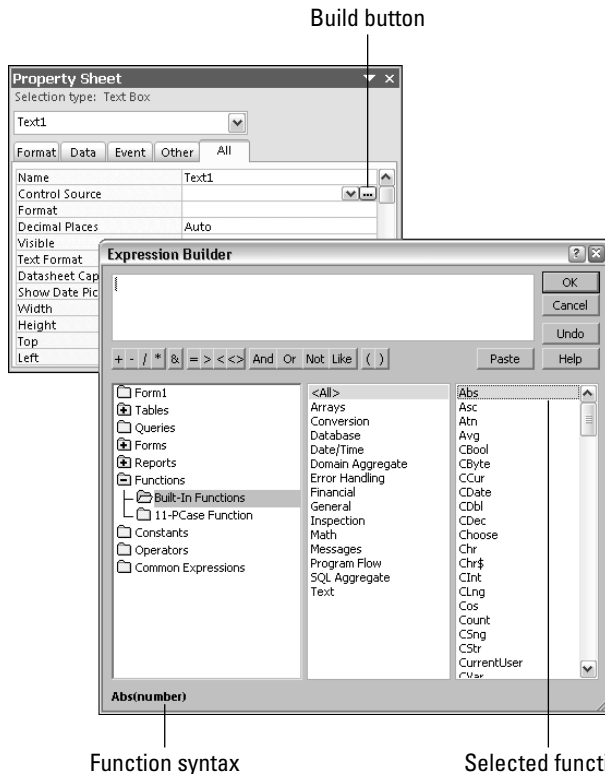 Build button
Property Sheet
Selection type: Text Box
Text1
Format Data Event Other All
Name Text1
Control Source
Format
Decimal Places Auto
Visible
Text Format
Datasheet Cap
Show Date Pic
Width
Height
Top
Left
Expression Builder
OK
Cancel
Undo
Help
+ - / * & = > < <> And Or Not Like ( ) Paste
Form1
Tables
Queries
Forms
Reports
Functions
Built-In Functions
11-PCase Function
Constants
Operators
Common Expressions
<All>
Arrays
Conversion
Database
Date/Time
Domain Aggregate
Error Handling
Financial
General
Inspection
Math
Messages
Program Flow
SQL Aggregate
Text
Abs
Asc
Atn
Avg
CBool
CByte
CCur
CDate
CDbl
CDec
Choose
Chr
Chr$
CInt
CLng
Cos
Count
CSng
CStr
CurrentUser
CVar
Abs(number)
Function syntax
Selected functi